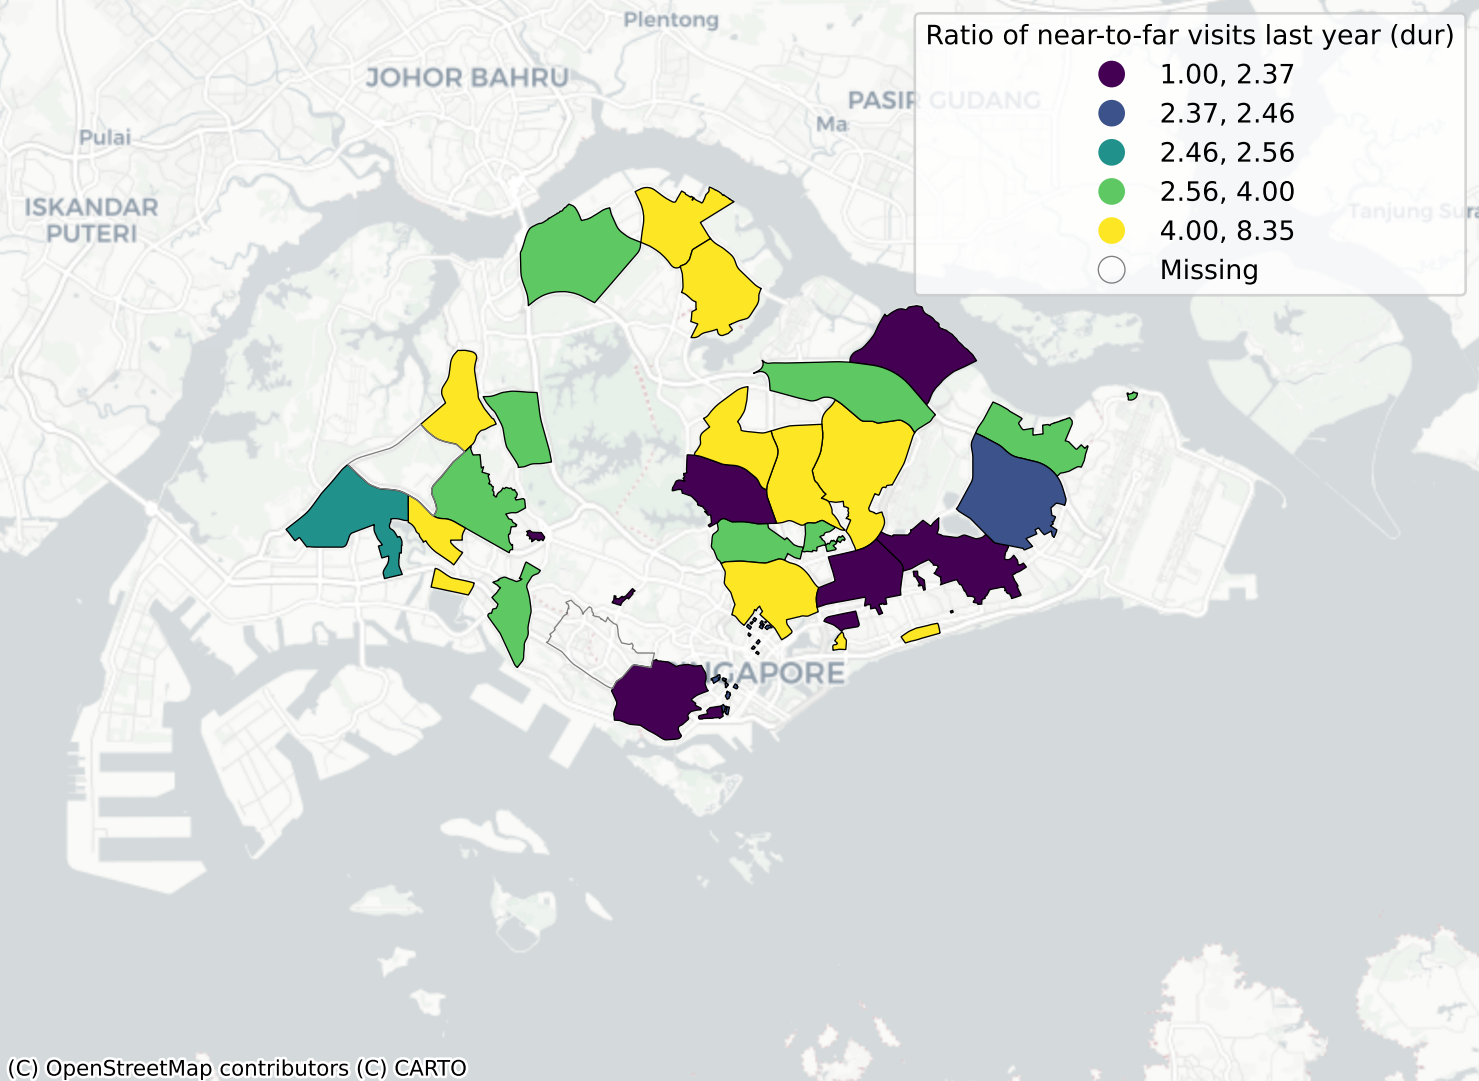 Plentong
JOHOR BAHRU
PASIR GUDANG
Ma
Pulai
ISKANDAR
PUTERI
Tanjung Sura
Ratio of near-to-far visits last year (dur)
1.00, 2.37
2.37, 2.46
2.46, 2.56
2.56, 4.00
4.00, 8.35
Missing
NGAPORE
(C) OpenStreetMap contributors (C) CARTO